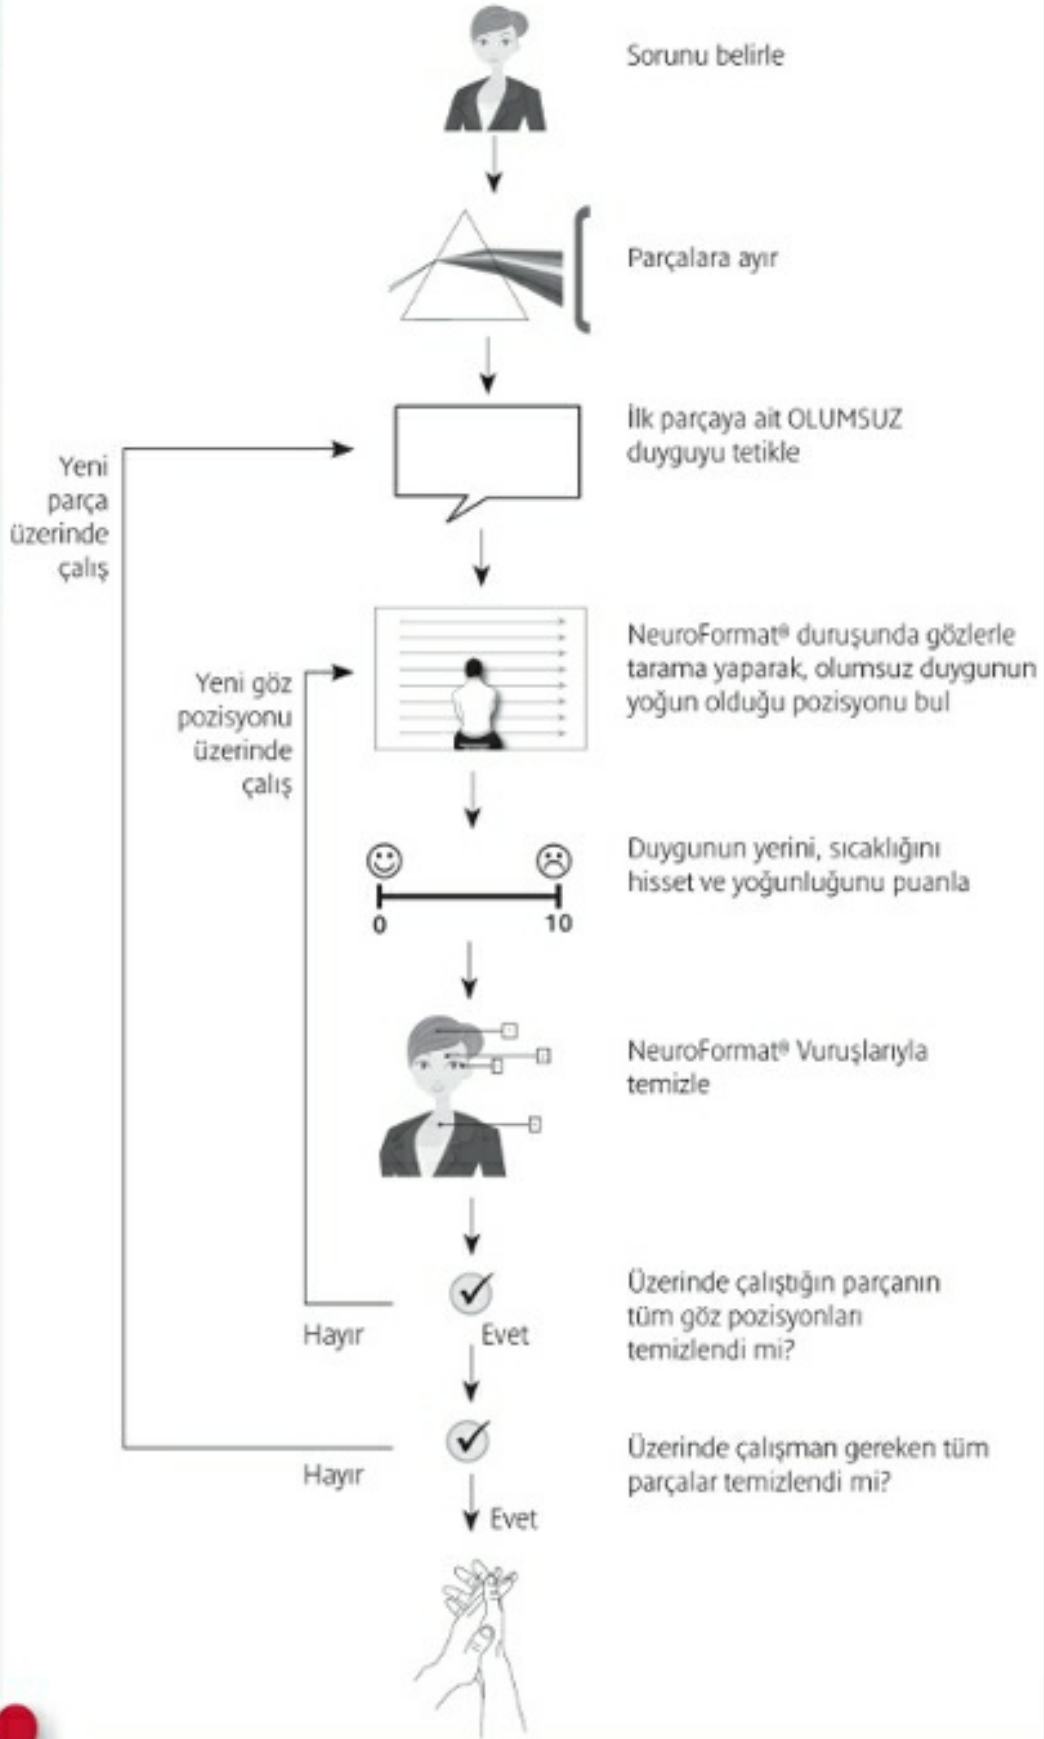 Sorunu belirle
Parçalara ayır
İlk parçaya ait OLUMSUZ
duyguyu tetikle
Yeni
parça
üzerinde
çalış
NeuroFormat® duruşunda gözlerle
tarama yaparak, olumsuz duygunun
yoğun olduğu pozisyonu bul
Yeni göz
pozisyonu
üzerinde
çalış
Duygunun yerini, sıcaklığını
hisset ve yoğunluğunu puanla
0
10
NeuroFormat® Vuruşlarıyla
temizle
Üzerinde çalıştığın parçanın
tüm göz pozisyonları
temizlendi mi?
Hayır
Evet
Üzerinde çalışman gereken tüm
parçalar temizlendi mi?
Hayır
Evet